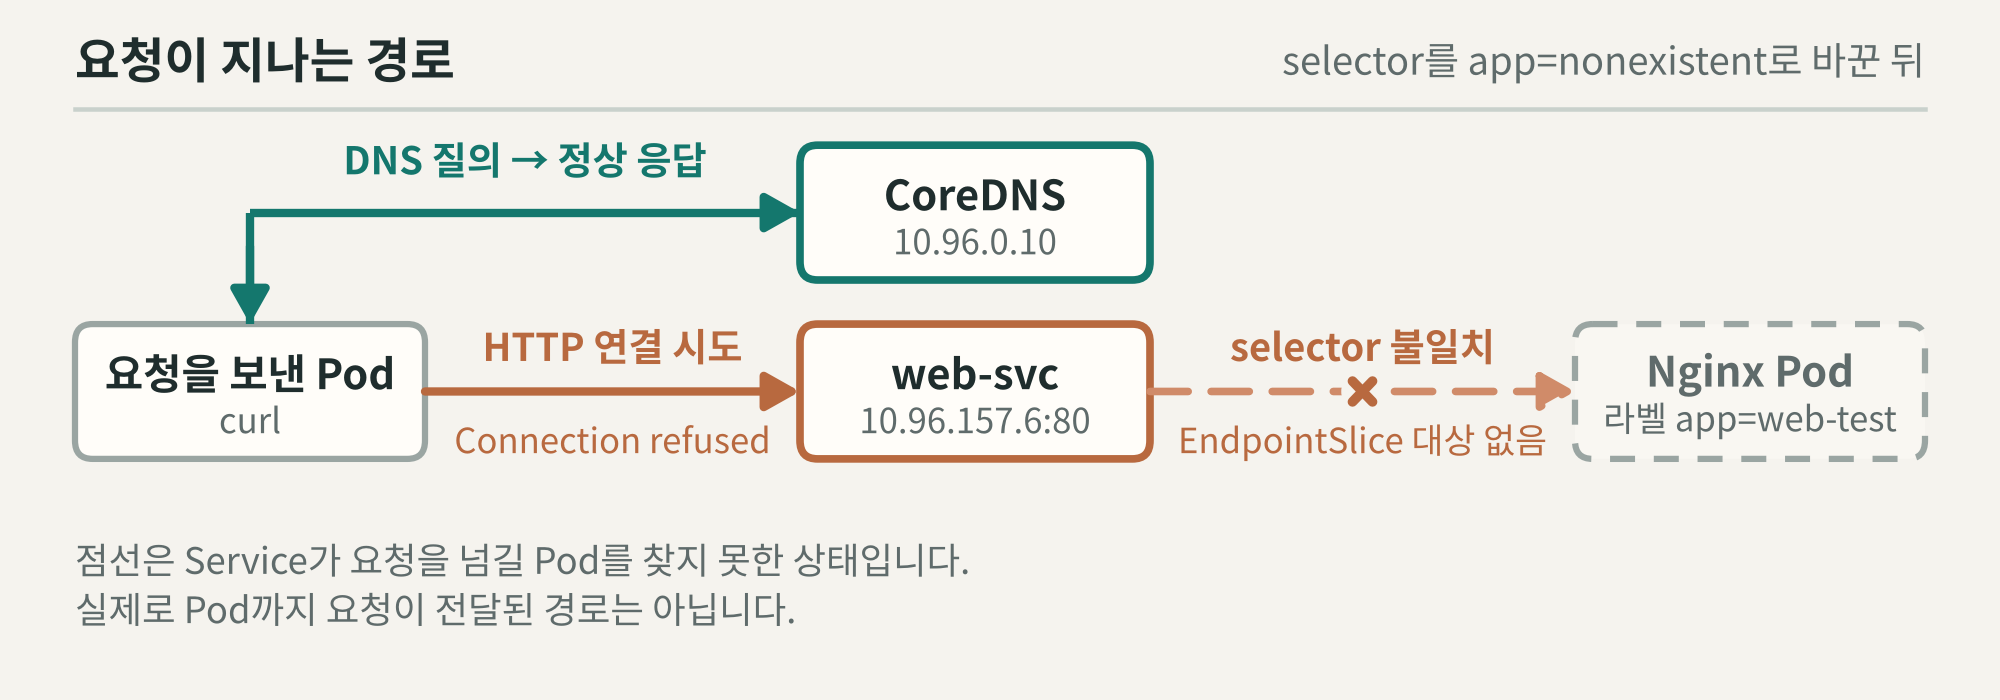 요청이 지나는 경로
selector를 app=nonexistent로 바꾼 뒤
DNS 질의 → 정상 응답
CoreDNS
10.96.0.10
요청을 보낸 Pod
curl
HTTP 연결 시도
Connection refused
web-svc
10.96.157.6:80
selector 불일치
EndpointSlice 대상 없음
Nginx Pod
라벨 app=web-test
점선은 Service가 요청을 넘길 Pod를 찾지 못한 상태입니다.
실제로 Pod까지 요청이 전달된 경로는 아닙니다.